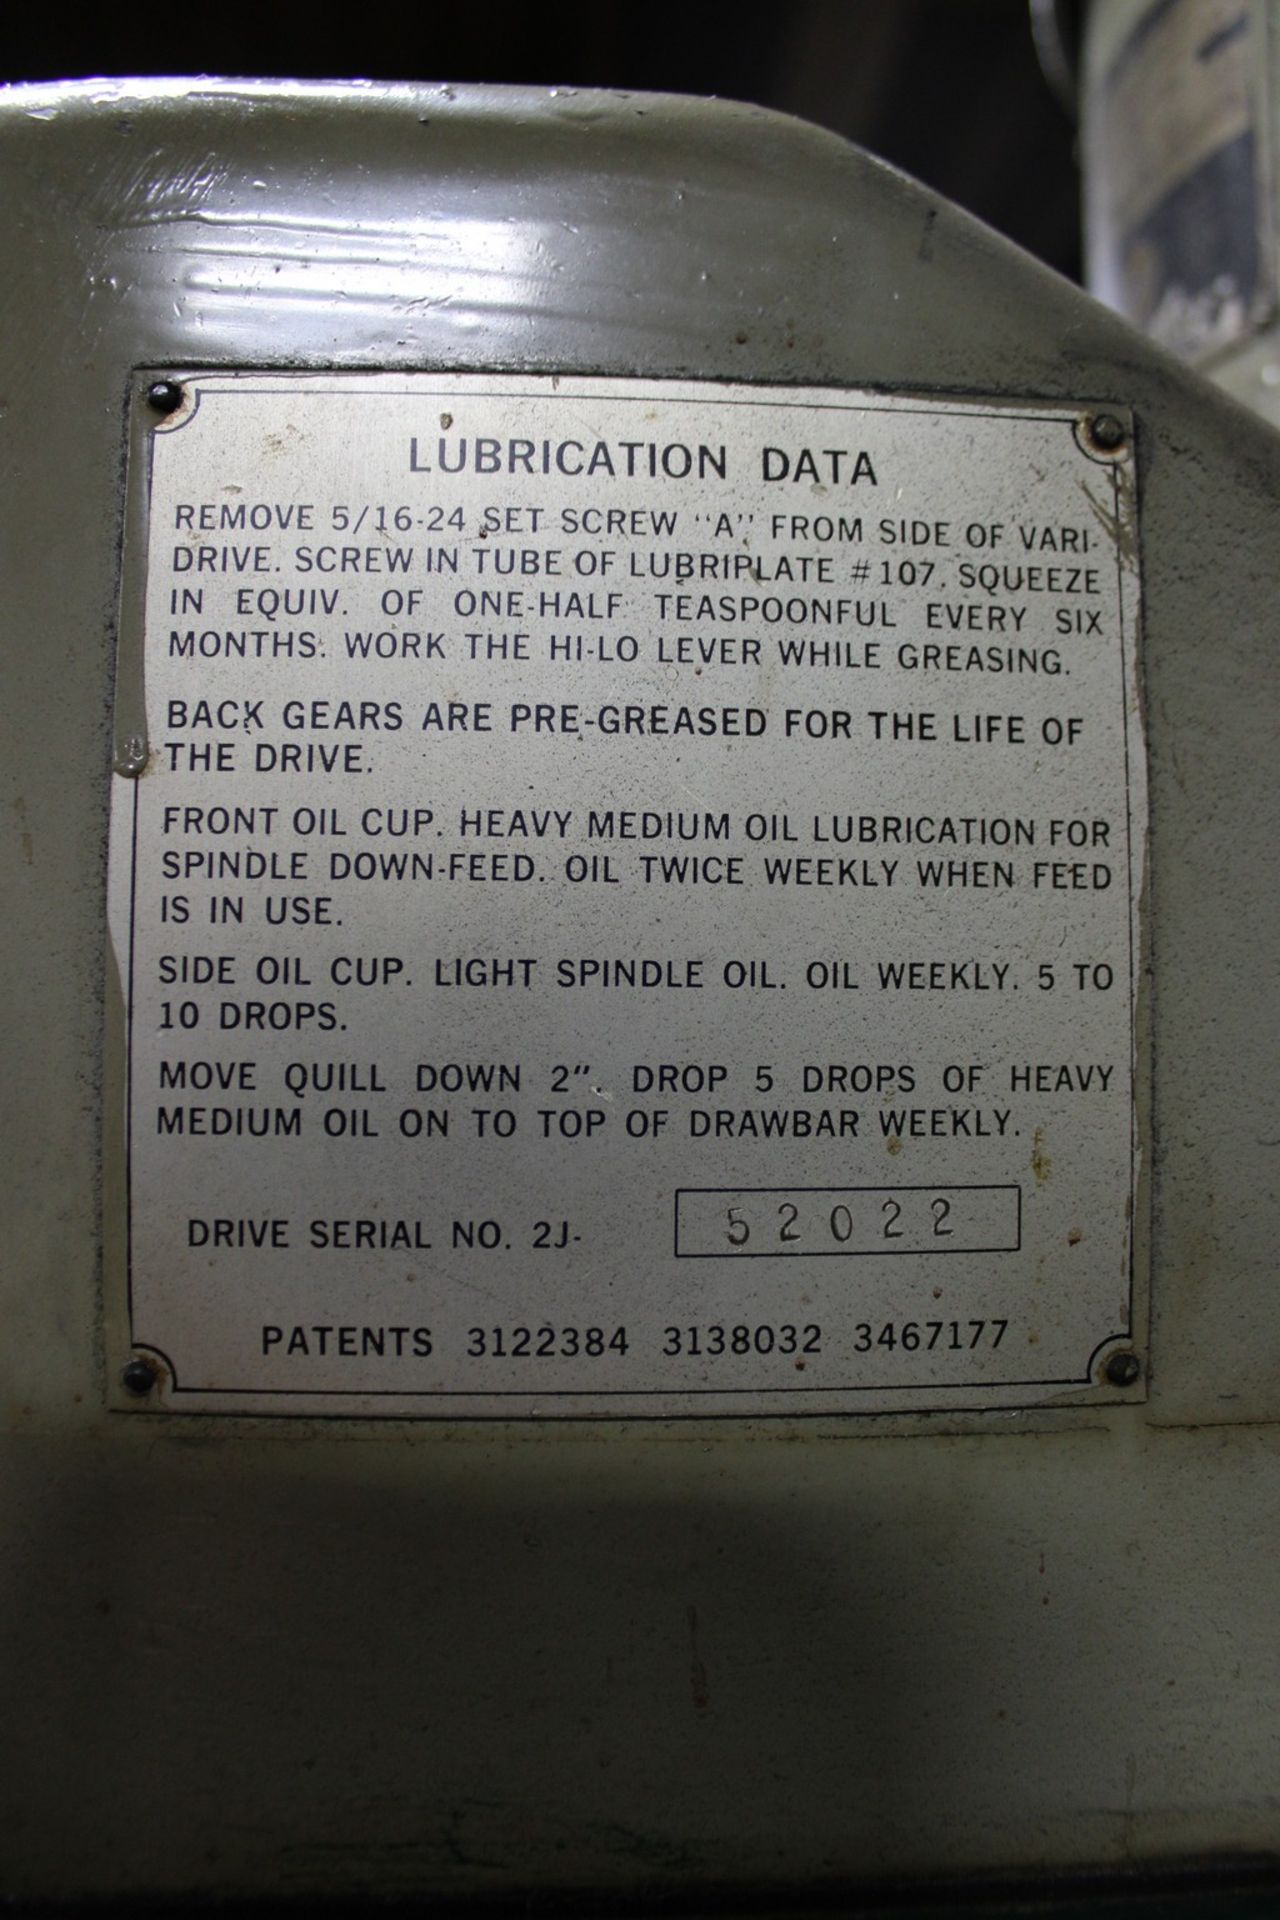 LUBRICATION DATA
REMOVE 5/16-24 SET SCREW "A" FROM SIDE OF VARI-
DRIVE. SCREW IN TUBE OF LUBRIPLATE #107. SQUEEZE
IN EQUIV. OF ONE-HALF TEASPOONFUL EVERY SIX
MONTHS. WORK THE HI-LO LEVER WHILE GREASING.
BACK GEARS ARE PRE-GREASED FOR THE LIFE OF
THE DRIVE.
FRONT OIL CUP. HEAVY MEDIUM OIL LUBRICATION FOR
SPINDLE DOWN-FEED. OIL TWICE WEEKLY WHEN FEED
IS IN USE.
SIDE OIL CUP. LIGHT SPINDLE OIL. OIL WEEKLY. 5 TO
10 DROPS.
MOVE QUILL DOWN 2". DROP 5 DROPS OF HEAVY
MEDIUM OIL ON TO TOP OF DRAWBAR WEEKLY.
DRIVE SERIAL NO. 2J- 52022
PATENTS 3122384 3138032 3467177